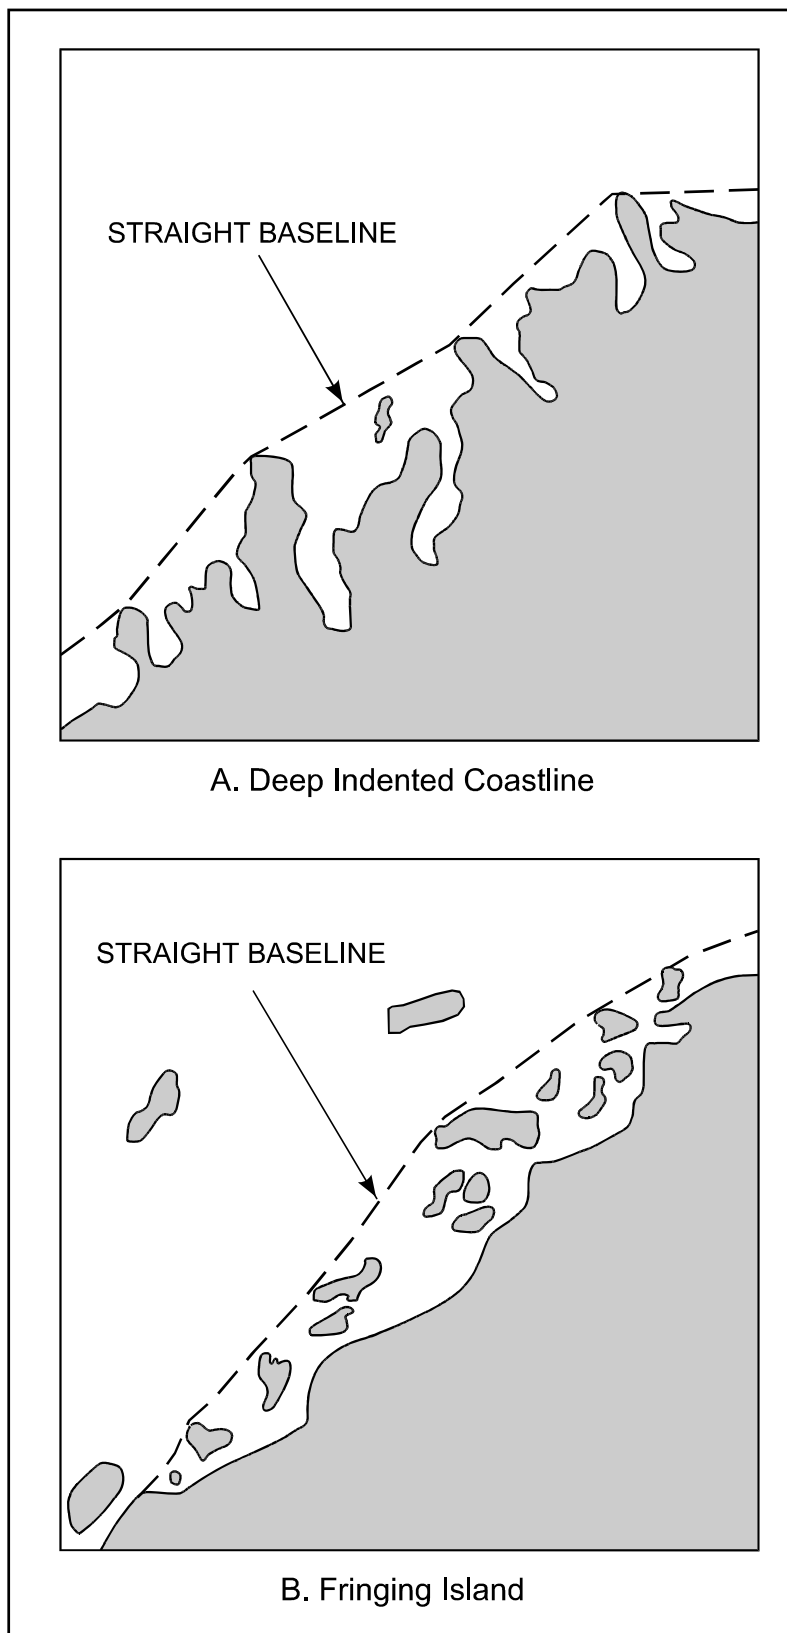 STRAIGHT BASELINE
A. Deep Indented Coastline
STRAIGHT BASELINE
B. Fringing Island